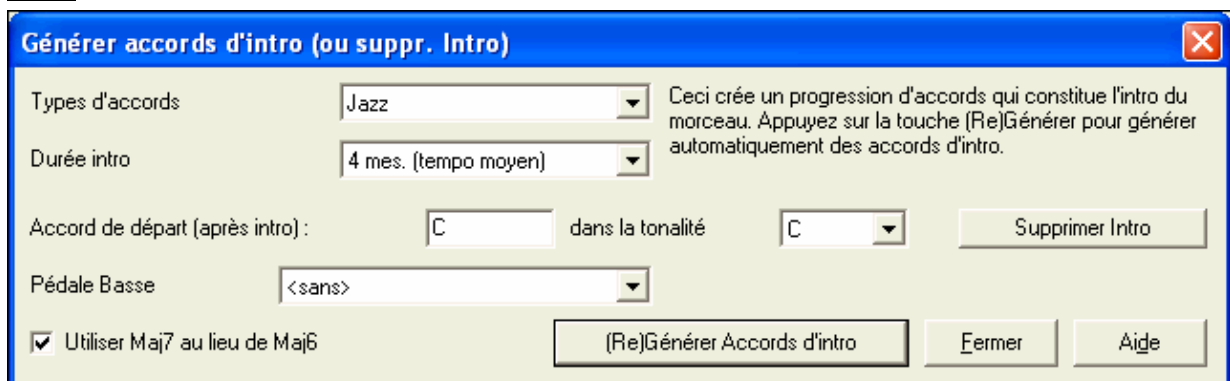 Générer accords d'intro (ou suppr. Intro)
Types d'accords
Jazz
Ceci crée un progression d'accords qui constitue l'intro du
morceau. Appuyez sur la touche (Re)Générer pour générer
automatiquement des accords d'intro.
Durée intro
4 mes. (tempo moyen)
Accord de départ (après intro) :
C
dans la tonalité
C
Supprimer Intro
Pédale Basse
<sans>
Utiliser Maj7 au lieu de Maj6
(Re)Générer Accords d'intro
Fermer
Aide